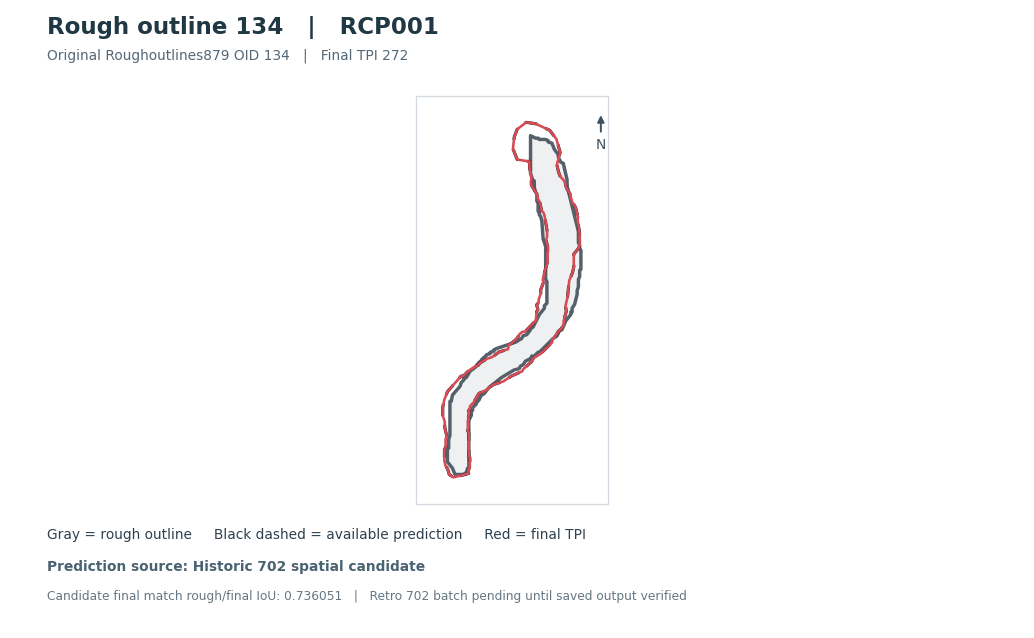 Rough outline 134   |   RCP001
Original Roughoutlines879 OID 134   |   Final TPI 272
N
Gray = rough outline     Black dashed = available prediction     Red = final TPI
Prediction source: Historic 702 spatial candidate
Candidate final match rough/final IoU: 0.736051   |   Retro 702 batch pending until saved output verified